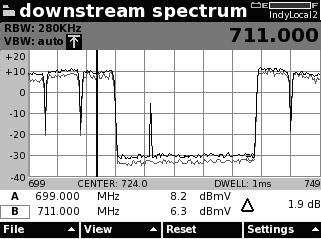 downstream spectrum
IndyLocal2
RBW: 280KHz
VBW: auto
711.000
+20
+10
0
-10
-20
-30
-40
699 CENTER: 724.0 DWELL: 1ms 749
A 699.000 MHz 8.2 dBmV
B 711.000 MHz 6.3 dBmV
Δ 1.9 dB
File View Reset Settings